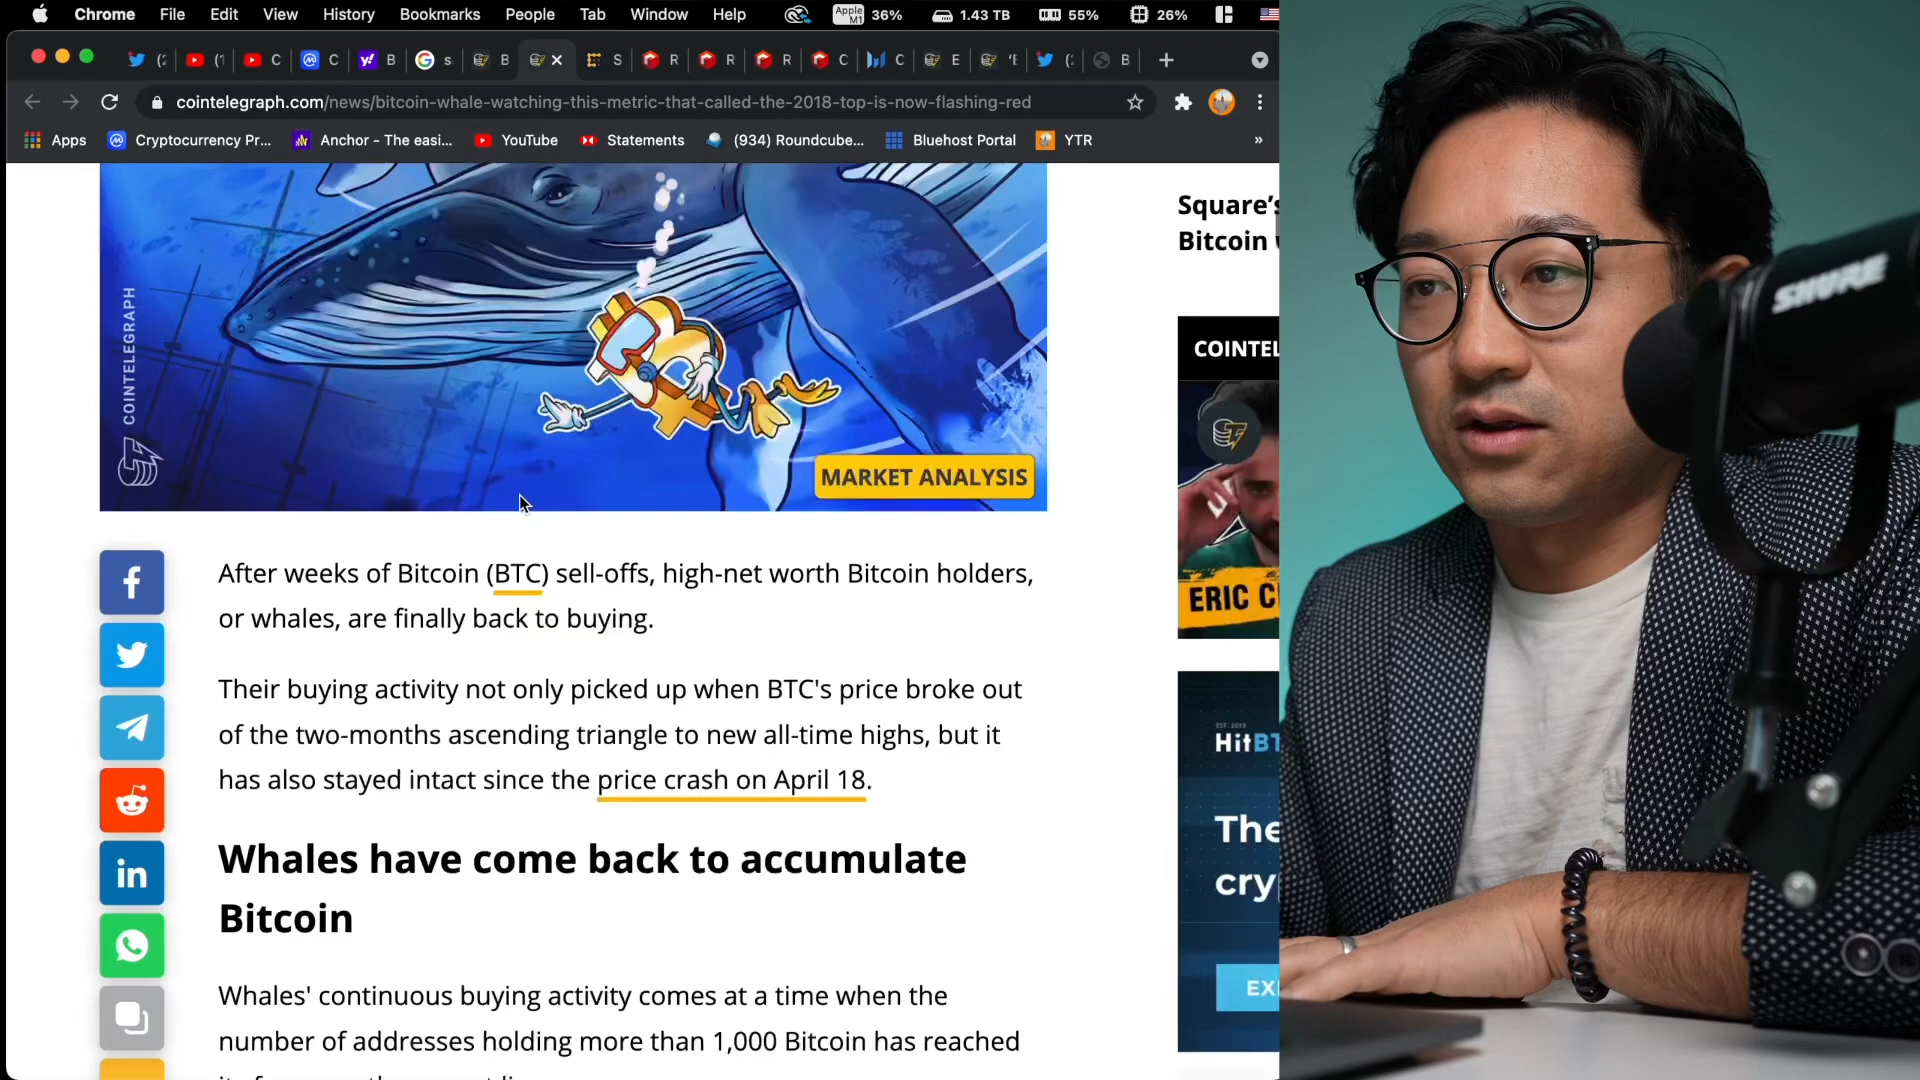 Chrome File Edit View History Bookmarks People Tab Window Help Apple M1 36% 1.43 TB 55% 26%
(2 (1 C C B s B S R R R C C E 'E (2 B
cointelegraph.com/news/bitcoin-whale-watching-this-metric-that-called-the-2018-top-is-now-flashing-red
Apps Cryptocurrency Pr... Anchor - The easi... YouTube Statements (934) Roundcube... Bluehost Portal YTR »
COINTELEGRAPH
MARKET ANALYSIS
After weeks of Bitcoin (BTC) sell-offs, high-net worth Bitcoin holders,
or whales, are finally back to buying.
Their buying activity not only picked up when BTC's price broke out
of the two-months ascending triangle to new all-time highs, but it
has also stayed intact since the price crash on April 18.
Whales have come back to accumulate
Bitcoin
Whales' continuous buying activity comes at a time when the
number of addresses holding more than 1,000 Bitcoin has reached
Square's
Bitcoin
COINTEL
ERIC C
EST. 2013
HitBT
The
cry
EX
SHURE